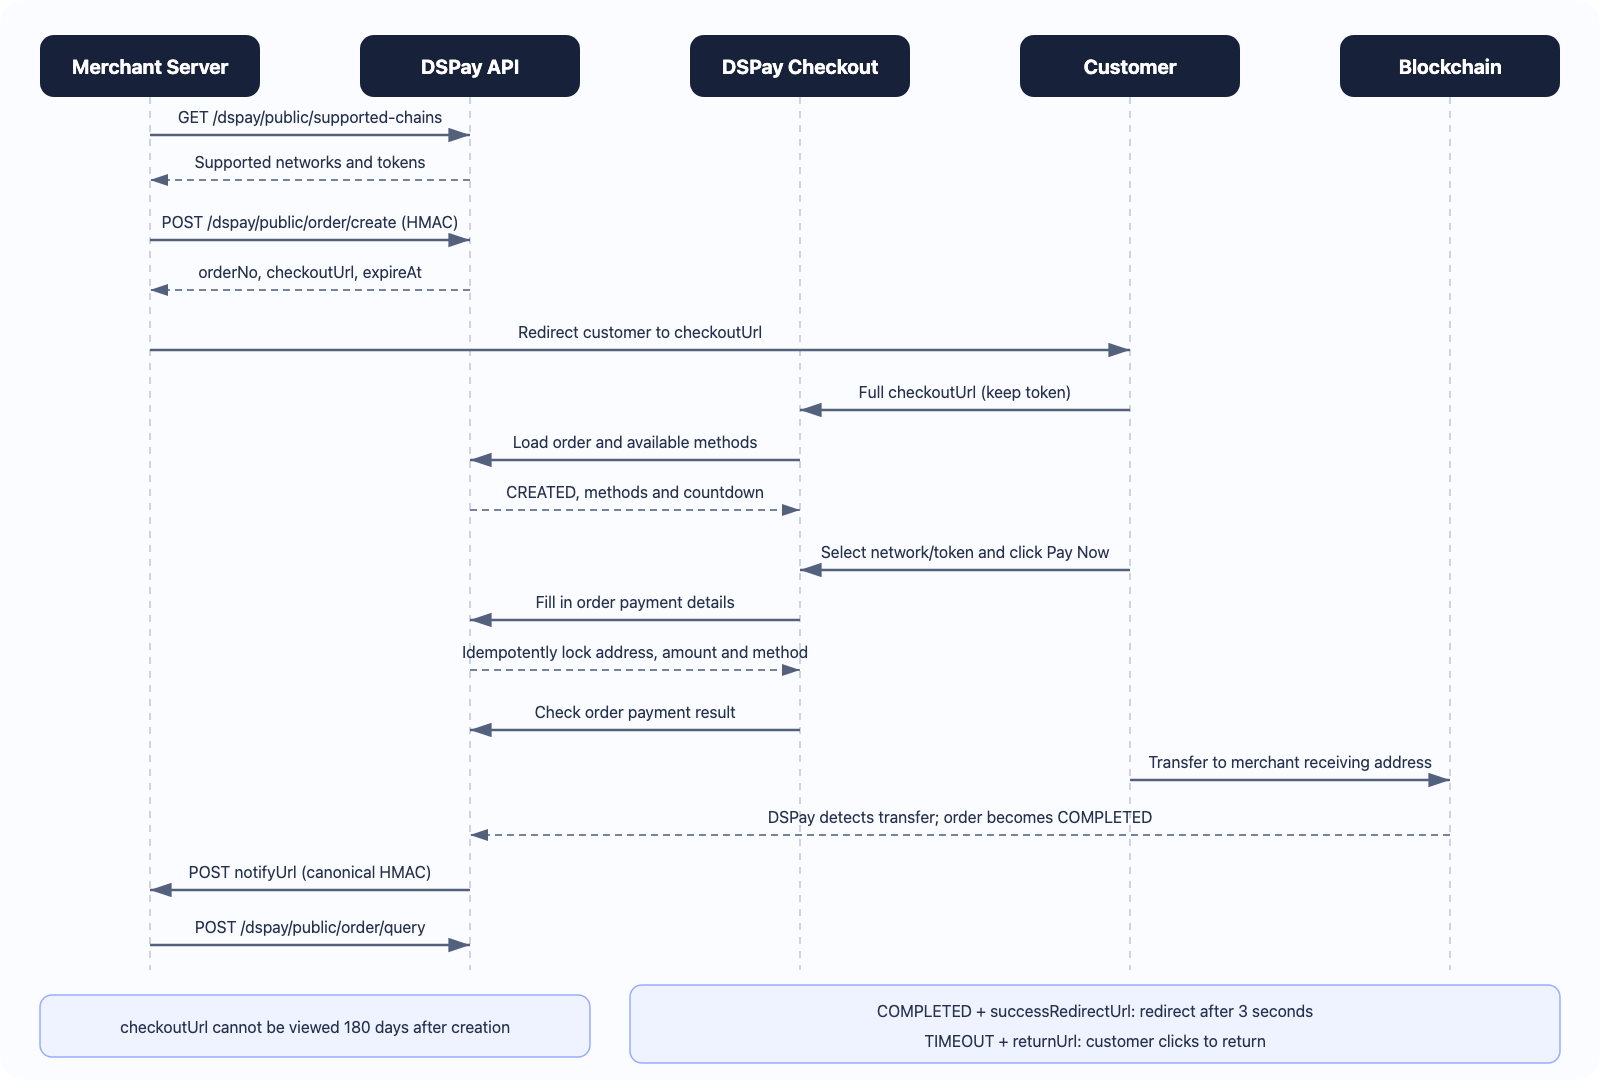 Merchant Server
DSPay API
DSPay Checkout
Customer
Blockchain
GET /dspay/public/supported-chains
Supported networks and tokens
POST /dspay/public/order/create (HMAC)
orderNo, checkoutUrl, expireAt
Redirect customer to checkoutUrl
Full checkoutUrl (keep token)
Load order and available methods
CREATED, methods and countdown
Select network/token and click Pay Now
Fill in order payment details
Idempotently lock address, amount and method
Check order payment result
Transfer to merchant receiving address
DSPay detects transfer; order becomes COMPLETED
POST notifyUrl (canonical HMAC)
POST /dspay/public/order/query
checkoutUrl cannot be viewed 180 days after creation
COMPLETED + successRedirectUrl: redirect after 3 seconds
TIMEOUT + returnUrl: customer clicks to return